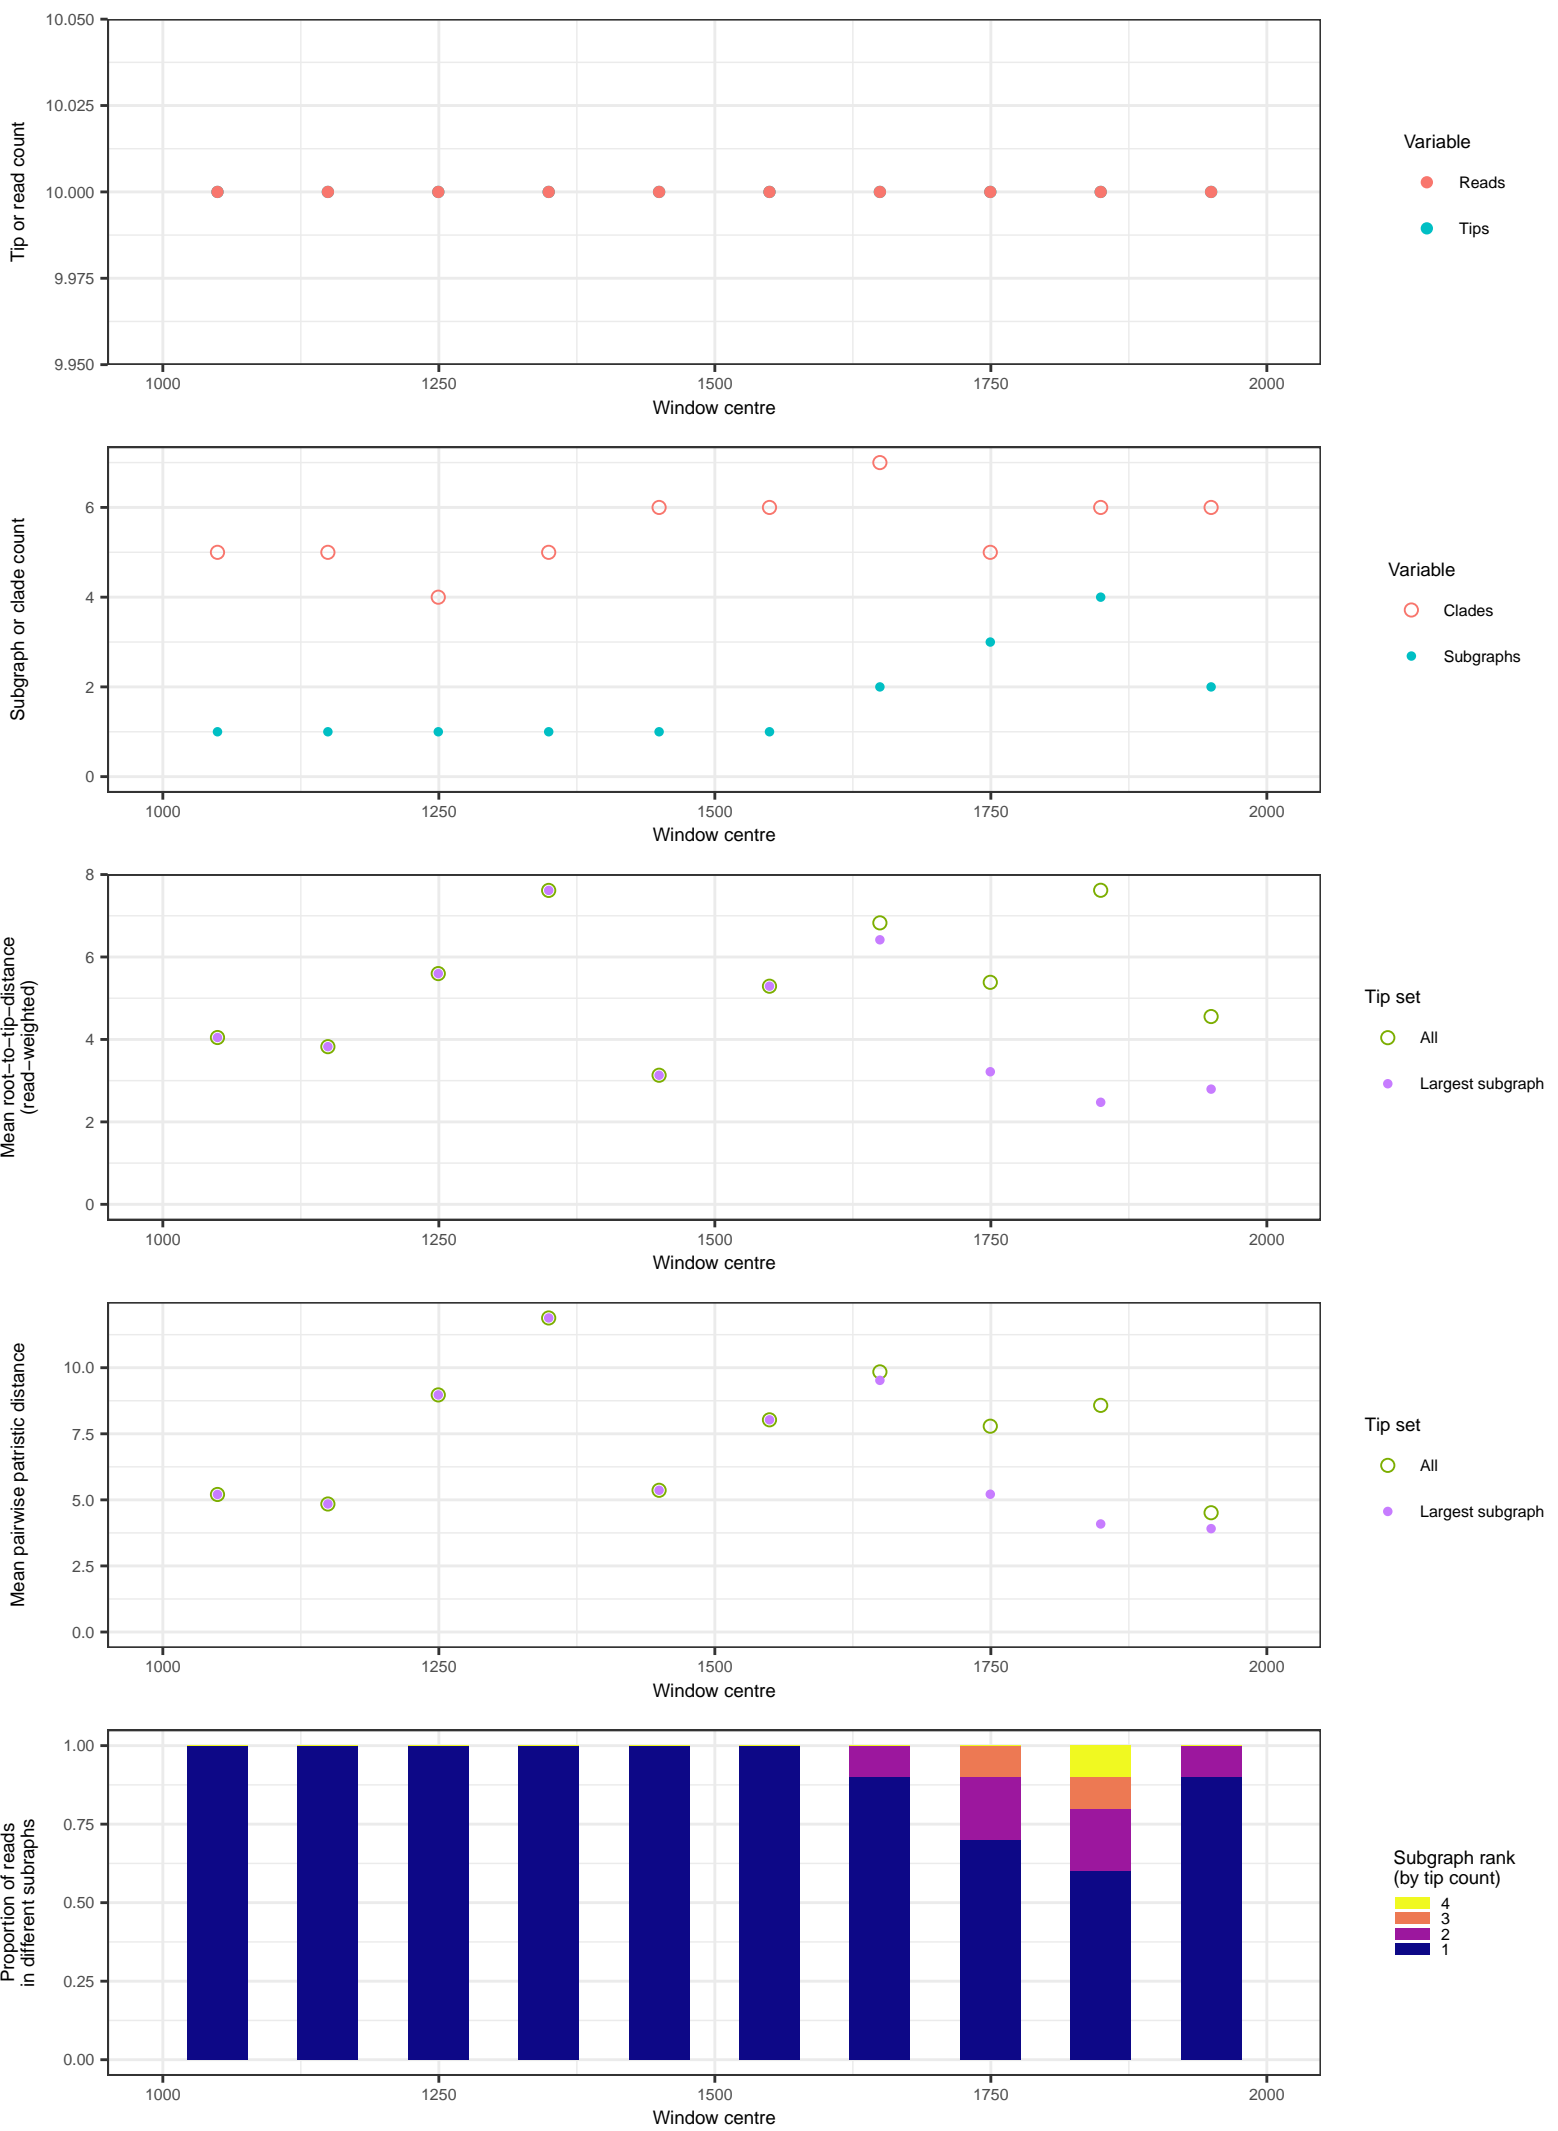 10.050
10.025
10.000
9.975
9.950
Tip or read count
1000 1250 1500 1750 2000
Window centre
Variable
Reads
Tips
6
4
2
0
Subgraph or clade count
1000 1250 1500 1750 2000
Window centre
Variable
Clades
Subgraphs
8
6
4
2
0
Mean root−to−tip−distance
(read−weighted)
1000 1250 1500 1750 2000
Window centre
Tip set
All
Largest subgraph
10.0
7.5
5.0
2.5
0.0
Mean pairwise patristic distance
1000 1250 1500 1750 2000
Window centre
Tip set
All
Largest subgraph
1.00
0.75
0.50
0.25
0.00
Proportion of reads
in different subraphs
1000 1250 1500 1750 2000
Window centre
Subgraph rank
(by tip count)
4
3
2
1